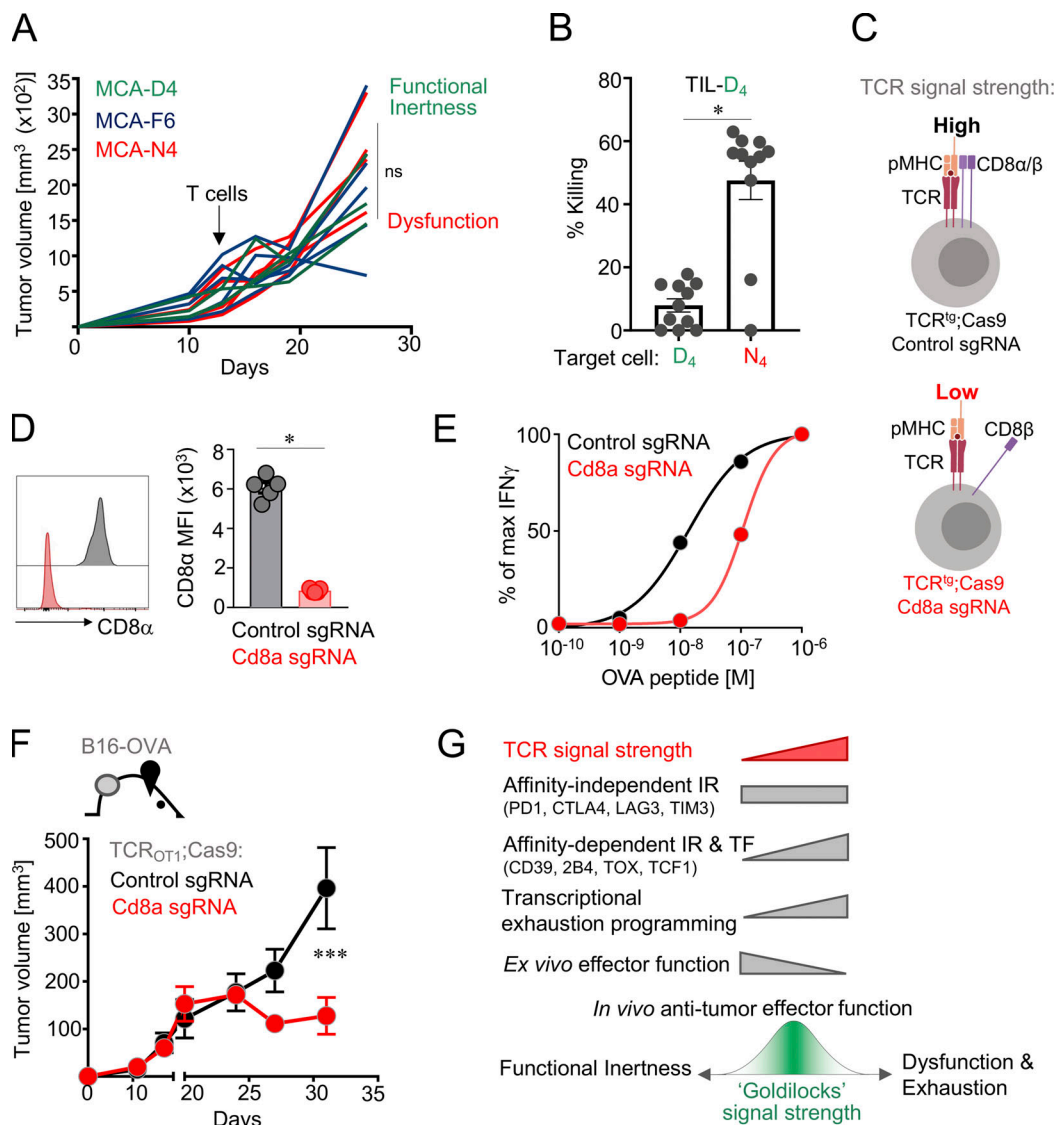 A
Tumor volume [mm³ (x10²)]
35
30
25
20
15
10
5
0
10
20
30
Days
MCA-D4
MCA-F6
MCA-N4
T cells
Functional
Inertness
ns
Dysfunction
B
% Killing
80
60
40
20
0
TIL-D₄
*
Target cell:
D₄
N₄
C
TCR signal strength:
High
pMHC
CD8α/β
TCR
TCRᵗᵍ;Cas9
Control sgRNA
Low
pMHC
CD8β
TCR
TCRᵗᵍ;Cas9
Cd8a sgRNA
D
CD8α
CD8α MFI (x10³)
8
6
4
2
0
*
Control sgRNA
Cd8a sgRNA
E
% of max IFNγ
100
50
0
Control sgRNA
Cd8a sgRNA
10⁻¹⁰
10⁻⁹
10⁻⁸
10⁻⁷
10⁻⁶
OVA peptide [M]
F
B16-OVA
Tumor volume [mm³]
500
400
300
200
100
TCR_OT1;Cas9:
Control sgRNA
Cd8a sgRNA
***
0
10
20
25
30
35
Days
G
TCR signal strength
Affinity-independent IR
(PD1, CTLA4, LAG3, TIM3)
Affinity-dependent IR & TF
(CD39, 2B4, TOX, TCF1)
Transcriptional
exhaustion programming
Ex vivo effector function
In vivo anti-tumor effector function
Functional Inertness
Dysfunction &
Exhaustion
'Goldilocks'
signal strength